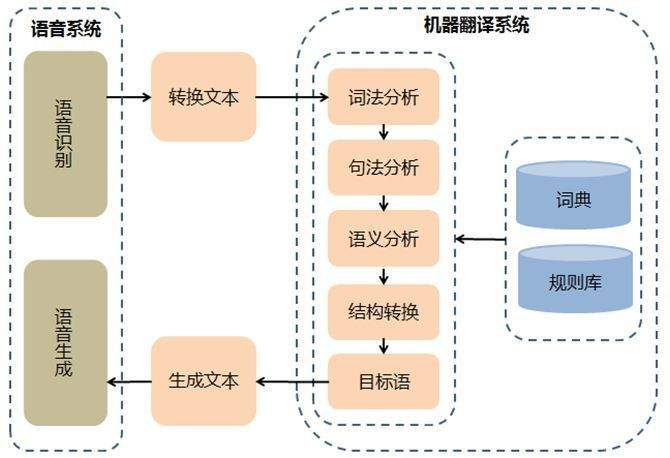 语音系统
机器翻译系统
语音识别
转换文本
词法分析
句法分析
语义分析
结构转换
目标语
词典
规则库
语音生成
生成文本